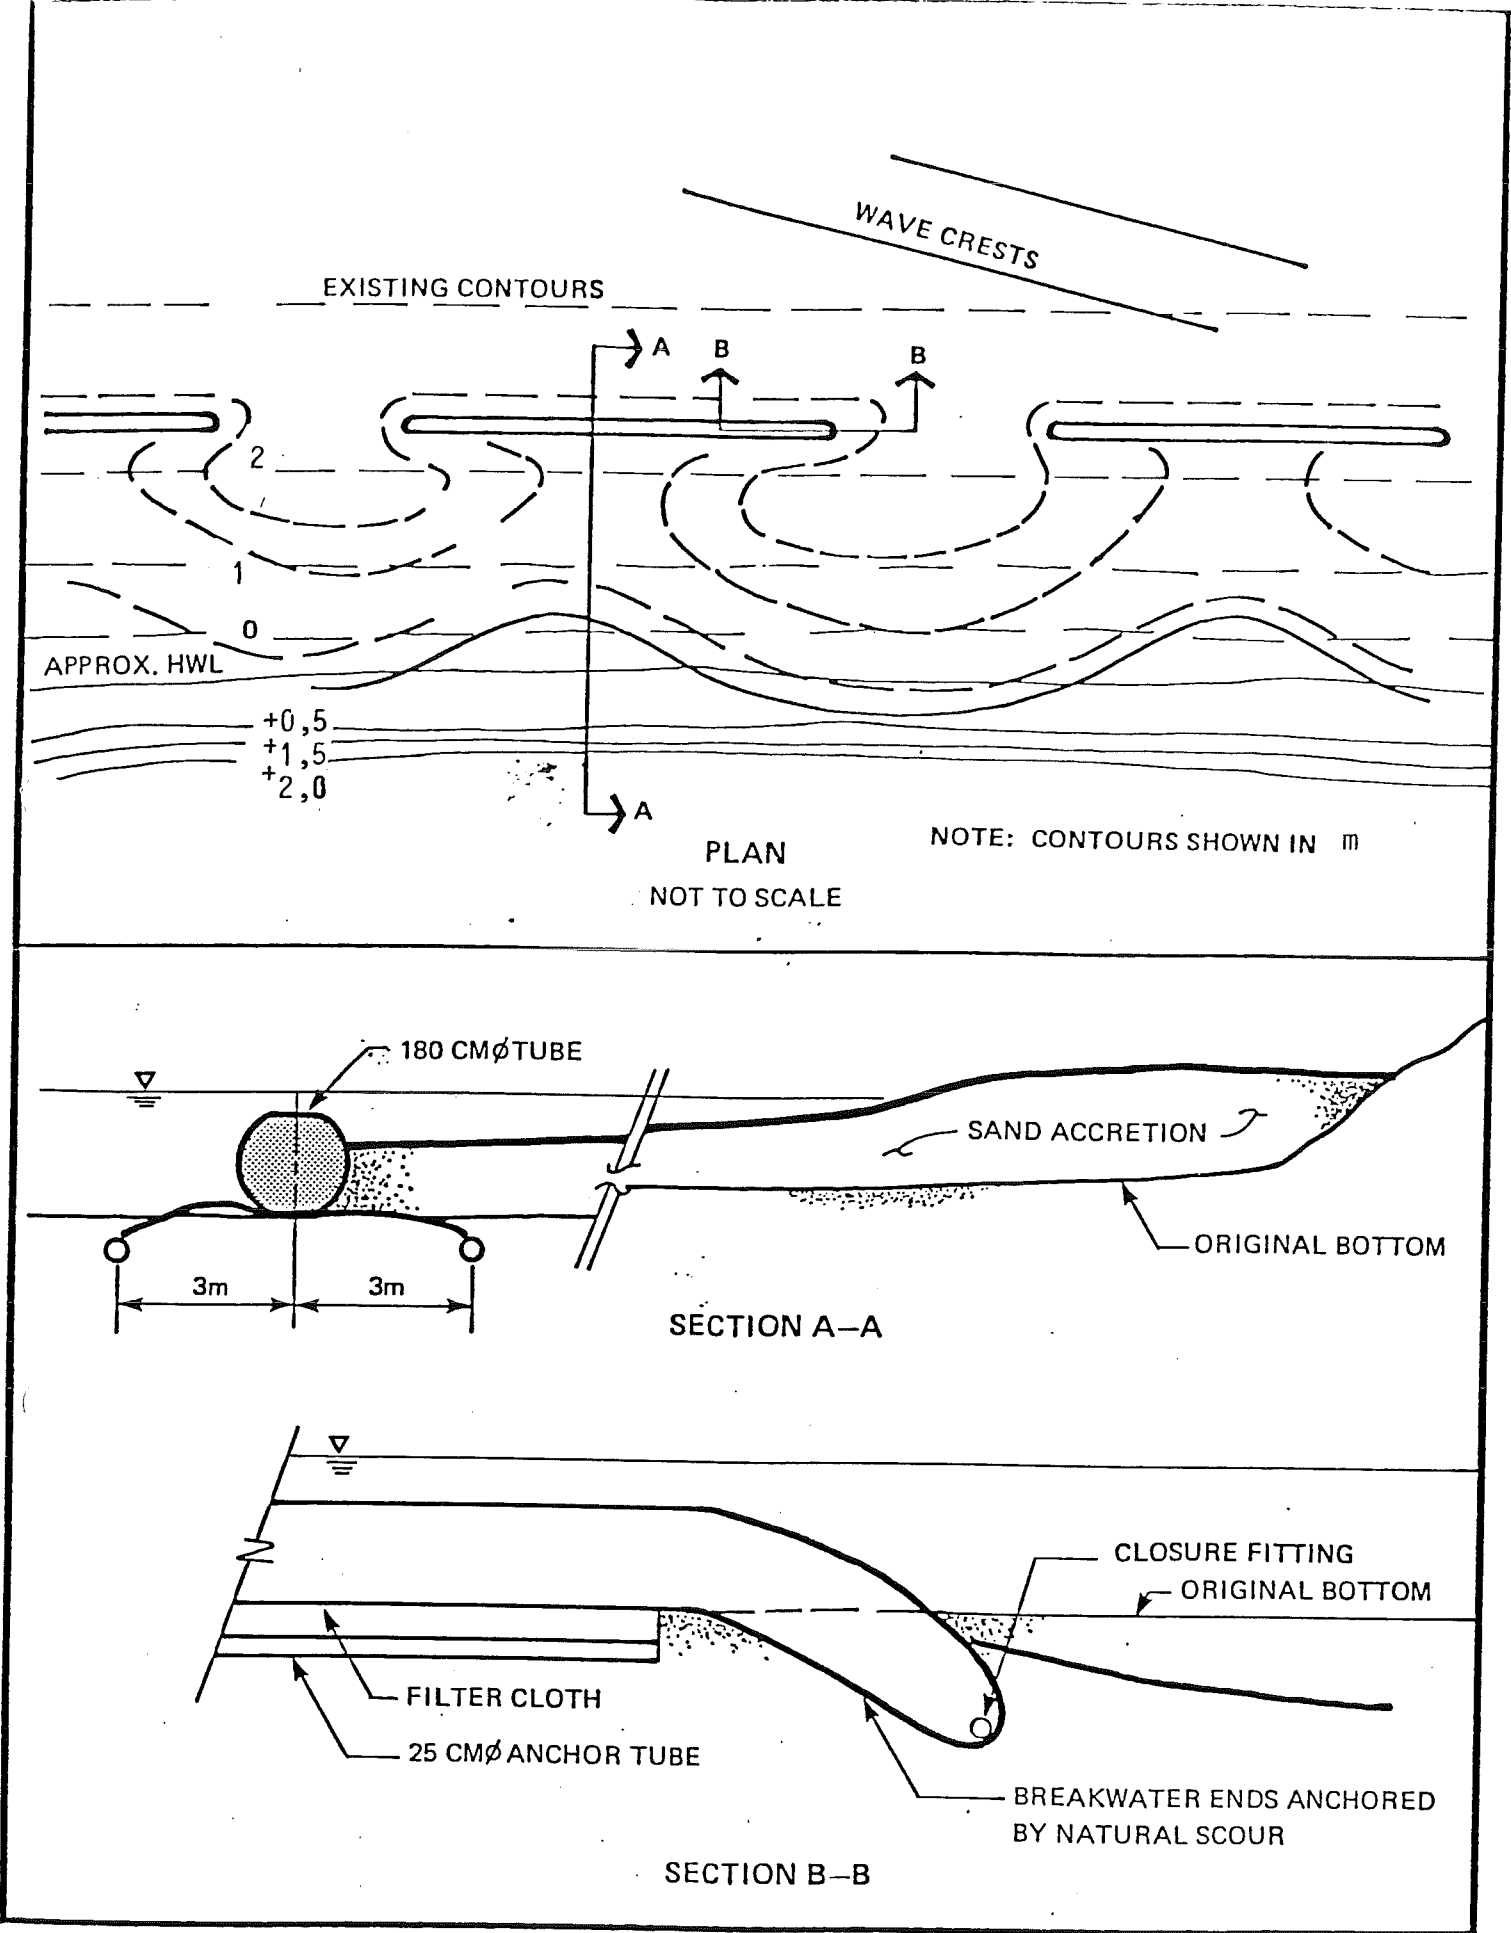 WAVE CRESTS
EXISTING CONTOURS
A
B
B
2
1
0
APPROX. HWL
+0,5
+1,5
+2,0
A
PLAN
NOT TO SCALE
NOTE: CONTOURS SHOWN IN m
180 CMØ TUBE
SAND ACCRETION
ORIGINAL BOTTOM
3m
3m
SECTION A–A
CLOSURE FITTING
ORIGINAL BOTTOM
FILTER CLOTH
25 CMØ ANCHOR TUBE
BREAKWATER ENDS ANCHORED
BY NATURAL SCOUR
SECTION B–B